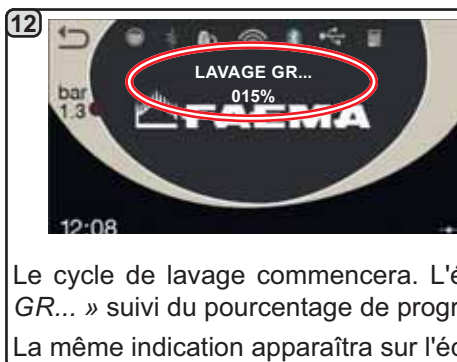 12
LAVAGE GR...
015%
bar
1.3
FAEMA
12:08
Le cycle de lavage commencera. L'é
GR... » suivi du pourcentage de progr
La même indication apparaîtra sur l'éc